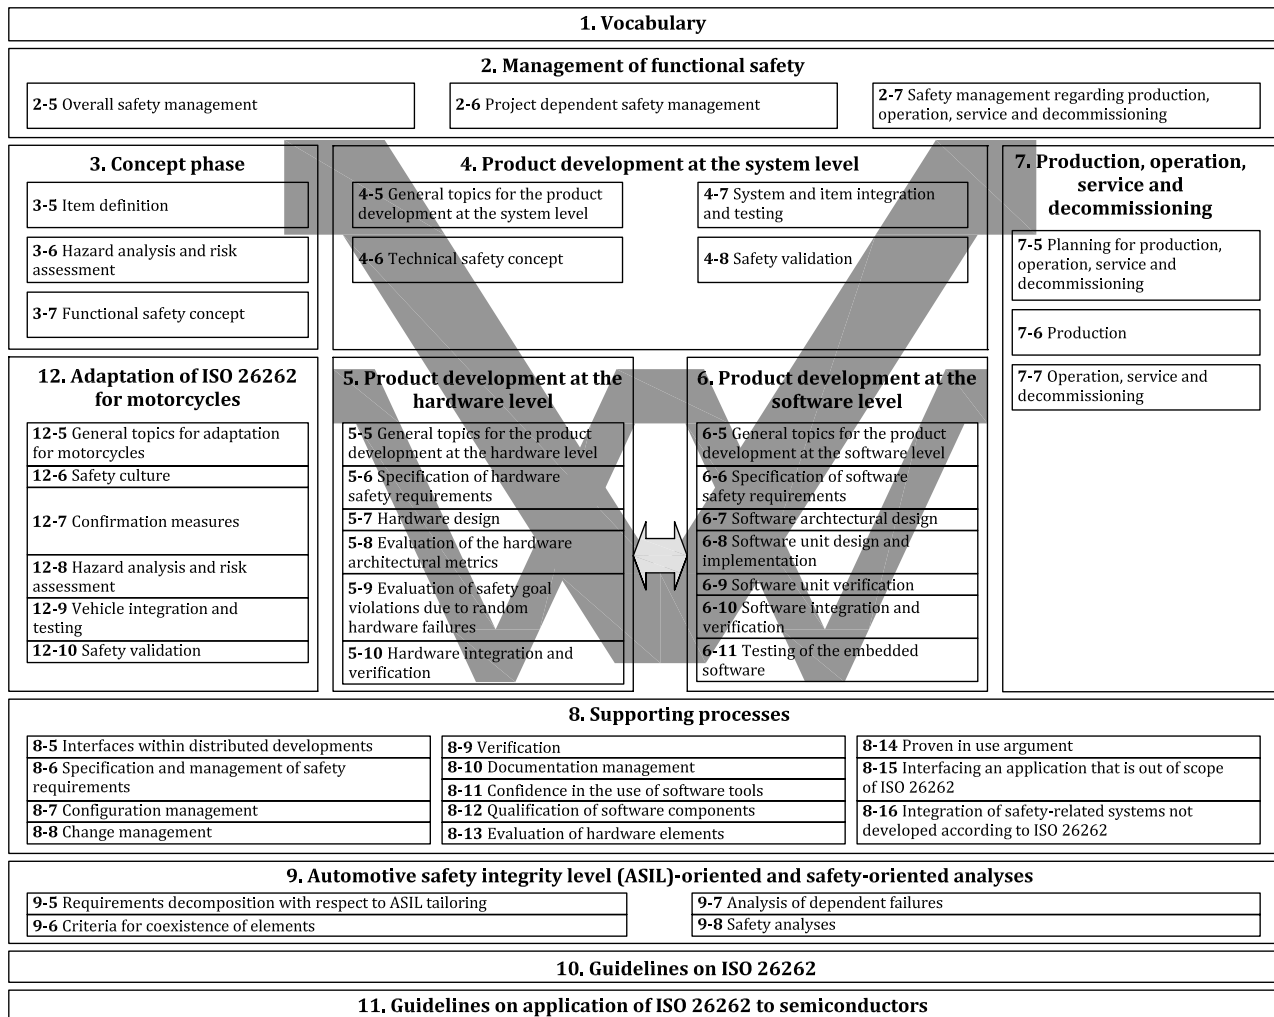 1. Vocabulary
2. Management of functional safety
2-5 Overall safety management
2-6 Project dependent safety management
2-7 Safety management regarding production,
operation, service and decommissioning
3. Concept phase
3-5 Item definition
3-6 Hazard analysis and risk
assessment
3-7 Functional safety concept
4. Product development at the system level
4-5 General topics for the product
development at the system level
4-6 Technical safety concept
4-7 System and item integration
and testing
4-8 Safety validation
7. Production, operation,
service and
decommissioning
7-5 Planning for production,
operation, service and
decommissioning
7-6 Production
7-7 Operation, service and
decommissioning
12. Adaptation of ISO 26262
for motorcycles
12-5 General topics for adaptation
for motorcycles
12-6 Safety culture
12-7 Confirmation measures
12-8 Hazard analysis and risk
assessment
12-9 Vehicle integration and
testing
12-10 Safety validation
5. Product development at the
hardware level
5-5 General topics for the product
development at the hardware level
5-6 Specification of hardware
safety requirements
5-7 Hardware design
5-8 Evaluation of the hardware
architectural metrics
5-9 Evaluation of safety goal
violations due to random
hardware failures
5-10 Hardware integration and
verification
6. Product development at the
software level
6-5 General topics for the product
development at the software level
6-6 Specification of software
safety requirements
6-7 Software archtectural design
6-8 Software unit design and
implementation
6-9 Software unit verification
6-10 Software integration and
verification
6-11 Testing of the embedded
software
8. Supporting processes
8-5 Interfaces within distributed developments
8-6 Specification and management of safety
requirements
8-7 Configuration management
8-8 Change management
8-9 Verification
8-10 Documentation management
8-11 Confidence in the use of software tools
8-12 Qualification of software components
8-13 Evaluation of hardware elements
8-14 Proven in use argument
8-15 Interfacing an application that is out of scope
of ISO 26262
8-16 Integration of safety-related systems not
developed according to ISO 26262
9. Automotive safety integrity level (ASIL)-oriented and safety-oriented analyses
9-5 Requirements decomposition with respect to ASIL tailoring
9-6 Criteria for coexistence of elements
9-7 Analysis of dependent failures
9-8 Safety analyses
10. Guidelines on ISO 26262
11. Guidelines on application of ISO 26262 to semiconductors